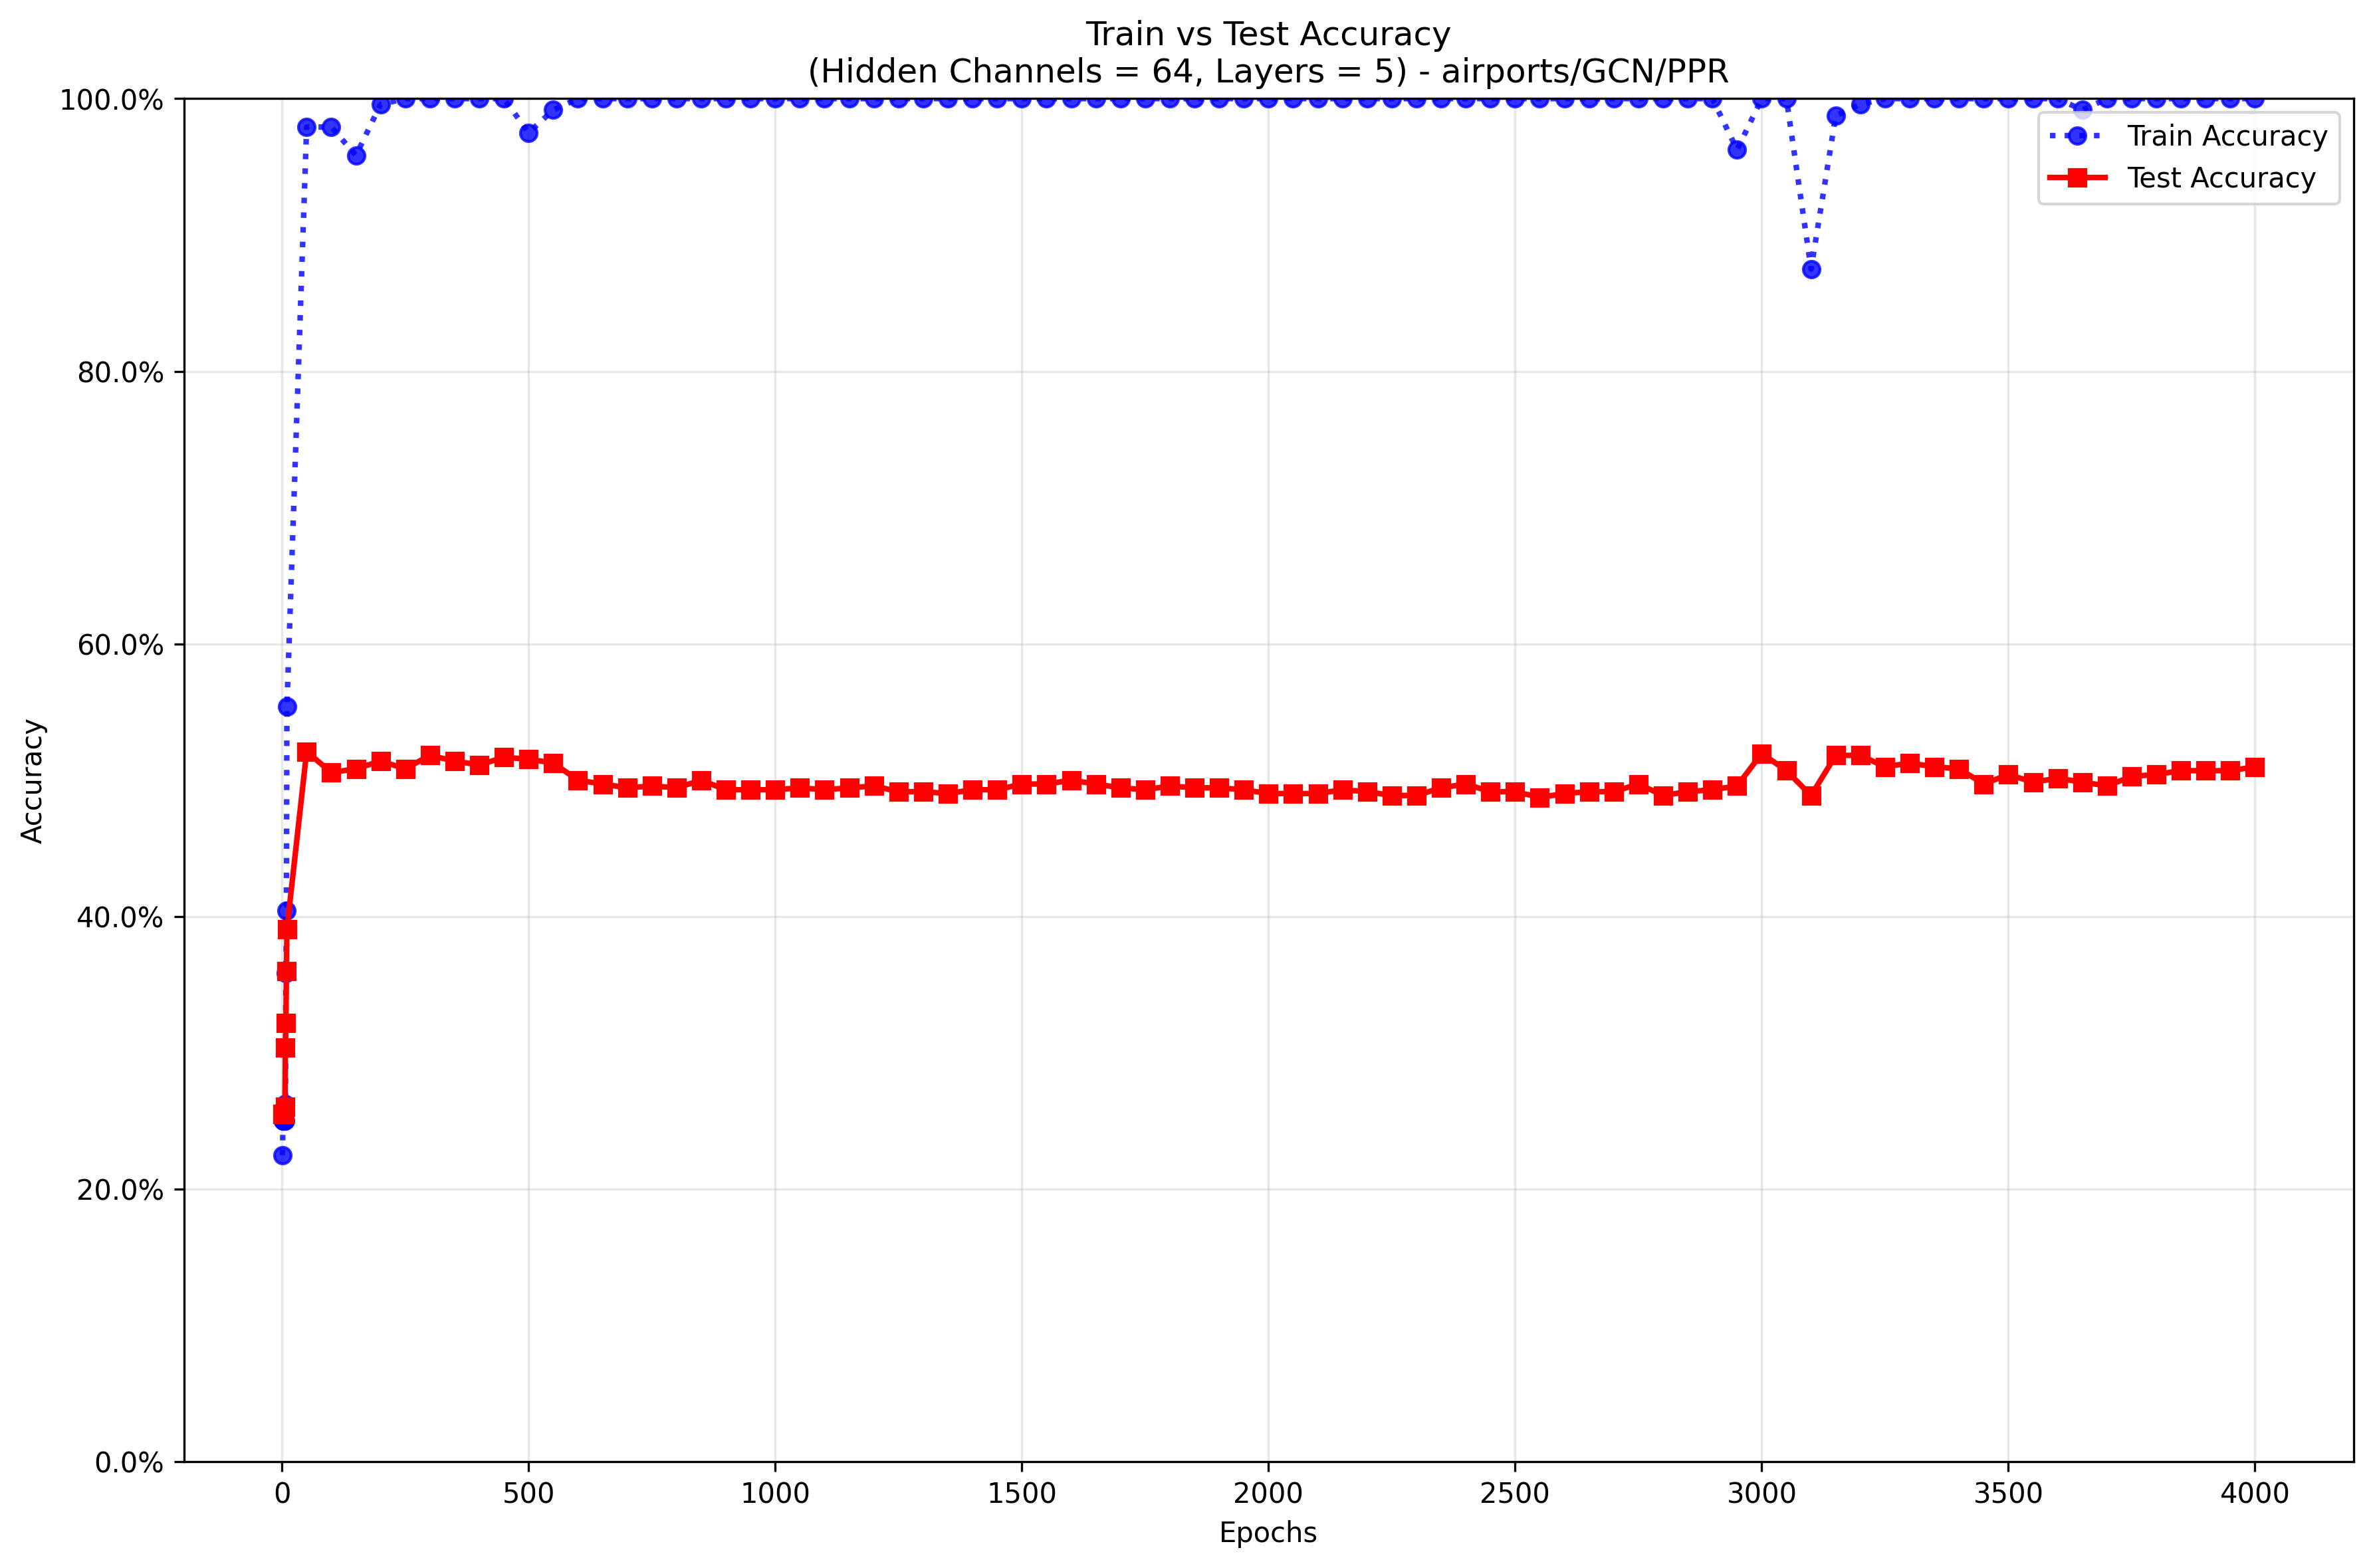 Train vs Test Accuracy
(Hidden Channels = 64, Layers = 5) - airports/GCN/PPR
100.0%
80.0%
60.0%
40.0%
20.0%
0.0%
Accuracy
Train Accuracy
Test Accuracy
0 500 1000 1500 2000 2500 3000 3500 4000
Epochs